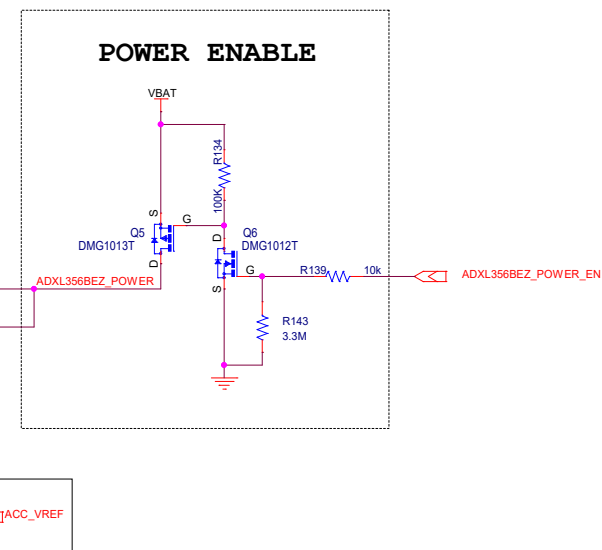 POWER ENABLE
VBAT
R134
100K
S
G
Q5
DMG1013T
D
Q6
DMG1012T
D
G
S
ADXL356BEZ_POWER
R139
10k
ADXL356BEZ_POWER_EN
R143
3.3M
ACC_VREF